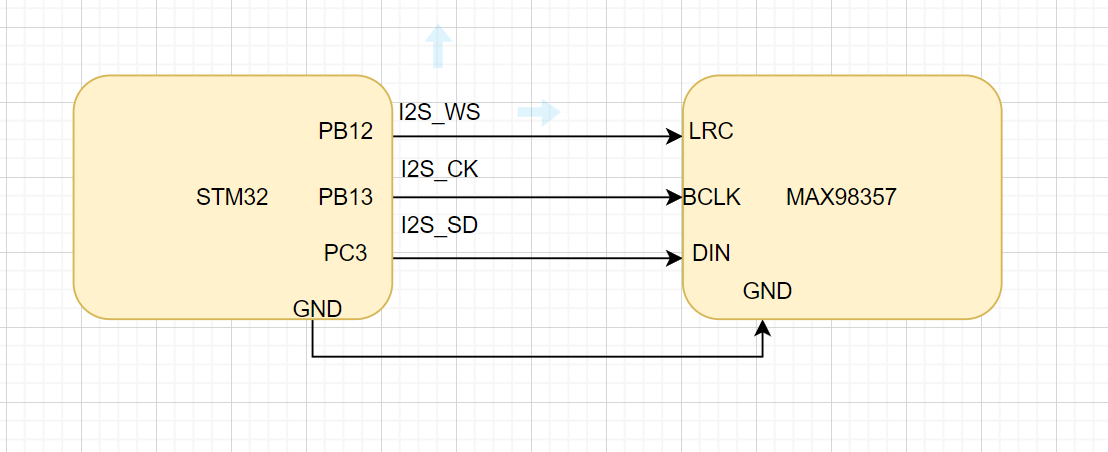 I2S_WS
PB12
LRC
I2S_CK
STM32
PB13
BCLK
MAX98357
I2S_SD
PC3
DIN
GND
GND